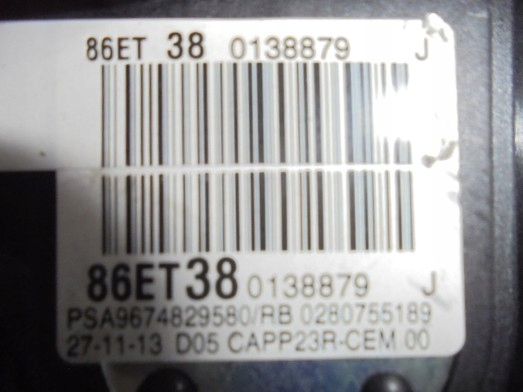 86ET 38 0138879 J
86ET38 0138879 J
PSA9674829580/RB 0280755189
27-11-13 D05 CAPP23R-CEM 00